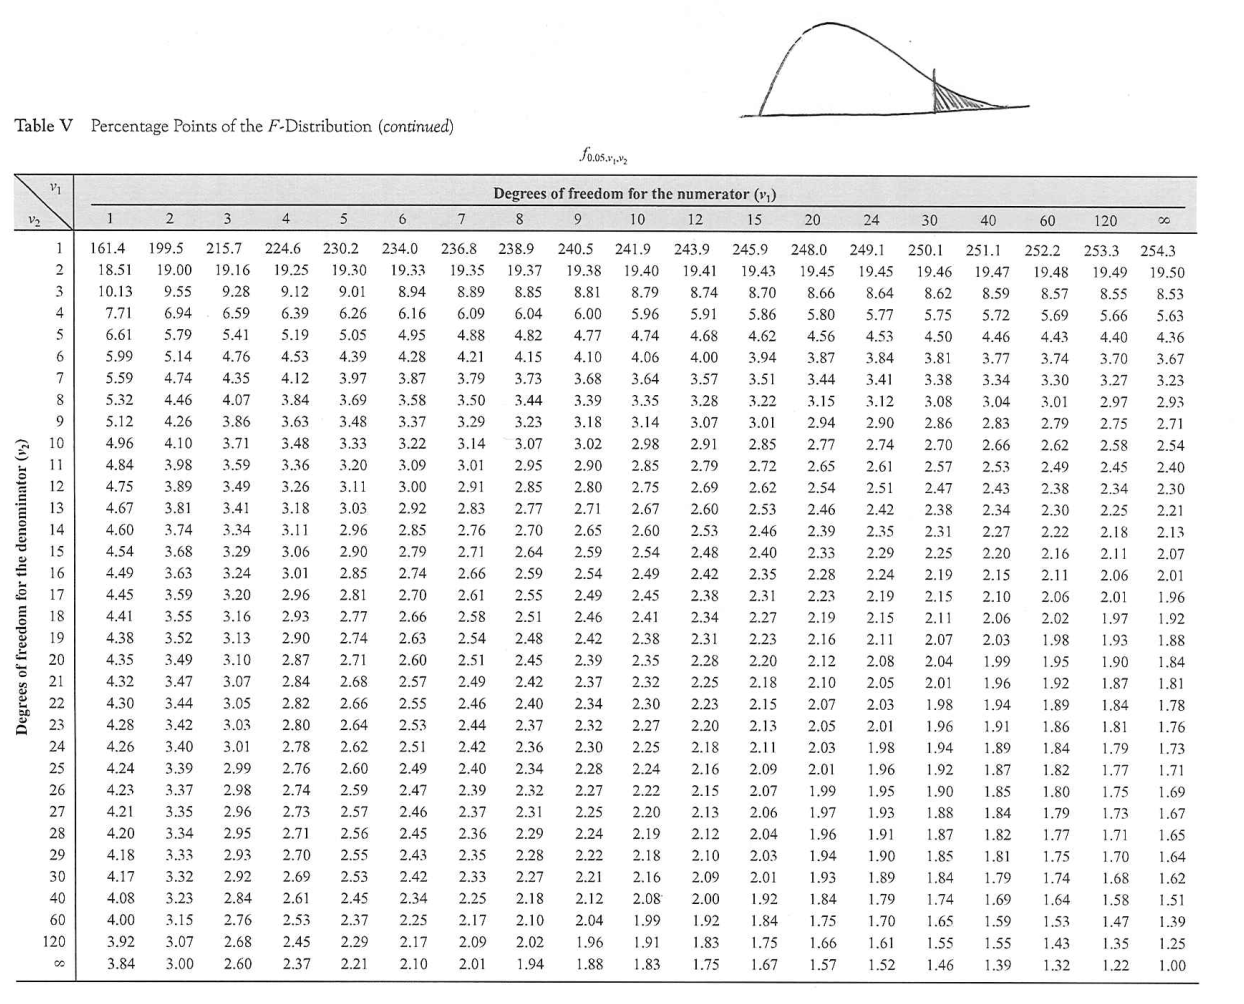 Table V Percentage Points of the F-Distribution (continued)
f0.05,v1,v2
v1 Degrees of freedom for the numerator (v1)
v2 1 2 3 4 5 6 7 8 9 10 12 15 20 24 30 40 60 120 ∞
Degrees of freedom for the denominator (v2)
1 161.4 199.5 215.7 224.6 230.2 234.0 236.8 238.9 240.5 241.9 243.9 245.9 248.0 249.1 250.1 251.1 252.2 253.3 254.3
2 18.51 19.00 19.16 19.25 19.30 19.33 19.35 19.37 19.38 19.40 19.41 19.43 19.45 19.45 19.46 19.47 19.48 19.49 19.50
3 10.13 9.55 9.28 9.12 9.01 8.94 8.89 8.85 8.81 8.79 8.74 8.70 8.66 8.64 8.62 8.59 8.57 8.55 8.53
4 7.71 6.94 6.59 6.39 6.26 6.16 6.09 6.04 6.00 5.96 5.91 5.86 5.80 5.77 5.75 5.72 5.69 5.66 5.63
5 6.61 5.79 5.41 5.19 5.05 4.95 4.88 4.82 4.77 4.74 4.68 4.62 4.56 4.53 4.50 4.46 4.43 4.40 4.36
6 5.99 5.14 4.76 4.53 4.39 4.28 4.21 4.15 4.10 4.06 4.00 3.94 3.87 3.84 3.81 3.77 3.74 3.70 3.67
7 5.59 4.74 4.35 4.12 3.97 3.87 3.79 3.73 3.68 3.64 3.57 3.51 3.44 3.41 3.38 3.34 3.30 3.27 3.23
8 5.32 4.46 4.07 3.84 3.69 3.58 3.50 3.44 3.39 3.35 3.28 3.22 3.15 3.12 3.08 3.04 3.01 2.97 2.93
9 5.12 4.26 3.86 3.63 3.48 3.37 3.29 3.23 3.18 3.14 3.07 3.01 2.94 2.90 2.86 2.83 2.79 2.75 2.71
10 4.96 4.10 3.71 3.48 3.33 3.22 3.14 3.07 3.02 2.98 2.91 2.85 2.77 2.74 2.70 2.66 2.62 2.58 2.54
11 4.84 3.98 3.59 3.36 3.20 3.09 3.01 2.95 2.90 2.85 2.79 2.72 2.65 2.61 2.57 2.53 2.49 2.45 2.40
12 4.75 3.89 3.49 3.26 3.11 3.00 2.91 2.85 2.80 2.75 2.69 2.62 2.54 2.51 2.47 2.43 2.38 2.34 2.30
13 4.67 3.81 3.41 3.18 3.03 2.92 2.83 2.77 2.71 2.67 2.60 2.53 2.46 2.42 2.38 2.34 2.30 2.25 2.21
14 4.60 3.74 3.34 3.11 2.96 2.85 2.76 2.70 2.65 2.60 2.53 2.46 2.39 2.35 2.31 2.27 2.22 2.18 2.13
15 4.54 3.68 3.29 3.06 2.90 2.79 2.71 2.64 2.59 2.54 2.48 2.40 2.33 2.29 2.25 2.20 2.16 2.11 2.07
16 4.49 3.63 3.24 3.01 2.85 2.74 2.66 2.59 2.54 2.49 2.42 2.35 2.28 2.24 2.19 2.15 2.11 2.06 2.01
17 4.45 3.59 3.20 2.96 2.81 2.70 2.61 2.55 2.49 2.45 2.38 2.31 2.23 2.19 2.15 2.10 2.06 2.01 1.96
18 4.41 3.55 3.16 2.93 2.77 2.66 2.58 2.51 2.46 2.41 2.34 2.27 2.19 2.15 2.11 2.06 2.02 1.97 1.92
19 4.38 3.52 3.13 2.90 2.74 2.63 2.54 2.48 2.42 2.38 2.31 2.23 2.16 2.11 2.07 2.03 1.98 1.93 1.88
20 4.35 3.49 3.10 2.87 2.71 2.60 2.51 2.45 2.39 2.35 2.28 2.20 2.12 2.08 2.04 1.99 1.95 1.90 1.84
21 4.32 3.47 3.07 2.84 2.68 2.57 2.49 2.42 2.37 2.32 2.25 2.18 2.10 2.05 2.01 1.96 1.92 1.87 1.81
22 4.30 3.44 3.05 2.82 2.66 2.55 2.46 2.40 2.34 2.30 2.23 2.15 2.07 2.03 1.98 1.94 1.89 1.84 1.78
23 4.28 3.42 3.03 2.80 2.64 2.53 2.44 2.37 2.32 2.27 2.20 2.13 2.05 2.01 1.96 1.91 1.86 1.81 1.76
24 4.26 3.40 3.01 2.78 2.62 2.51 2.42 2.36 2.30 2.25 2.18 2.11 2.03 1.98 1.94 1.89 1.84 1.79 1.73
25 4.24 3.39 2.99 2.76 2.60 2.49 2.40 2.34 2.28 2.24 2.16 2.09 2.01 1.96 1.92 1.87 1.82 1.77 1.71
26 4.23 3.37 2.98 2.74 2.59 2.47 2.39 2.32 2.27 2.22 2.15 2.07 1.99 1.95 1.90 1.85 1.80 1.75 1.69
27 4.21 3.35 2.96 2.73 2.57 2.46 2.37 2.31 2.25 2.20 2.13 2.06 1.97 1.93 1.88 1.84 1.79 1.73 1.67
28 4.20 3.34 2.95 2.71 2.56 2.45 2.36 2.29 2.24 2.19 2.12 2.04 1.96 1.91 1.87 1.82 1.77 1.71 1.65
29 4.18 3.33 2.93 2.70 2.55 2.43 2.35 2.28 2.22 2.18 2.10 2.03 1.94 1.90 1.85 1.81 1.75 1.70 1.64
30 4.17 3.32 2.92 2.69 2.53 2.42 2.33 2.27 2.21 2.16 2.09 2.01 1.93 1.89 1.84 1.79 1.74 1.68 1.62
40 4.08 3.23 2.84 2.61 2.45 2.34 2.25 2.18 2.12 2.08 2.00 1.92 1.84 1.79 1.74 1.69 1.64 1.58 1.51
60 4.00 3.15 2.76 2.53 2.37 2.25 2.17 2.10 2.04 1.99 1.92 1.84 1.75 1.70 1.65 1.59 1.53 1.47 1.39
120 3.92 3.07 2.68 2.45 2.29 2.17 2.09 2.02 1.96 1.91 1.83 1.75 1.66 1.61 1.55 1.55 1.43 1.35 1.25
∞ 3.84 3.00 2.60 2.37 2.21 2.10 2.01 1.94 1.88 1.83 1.75 1.67 1.57 1.52 1.46 1.39 1.32 1.22 1.00